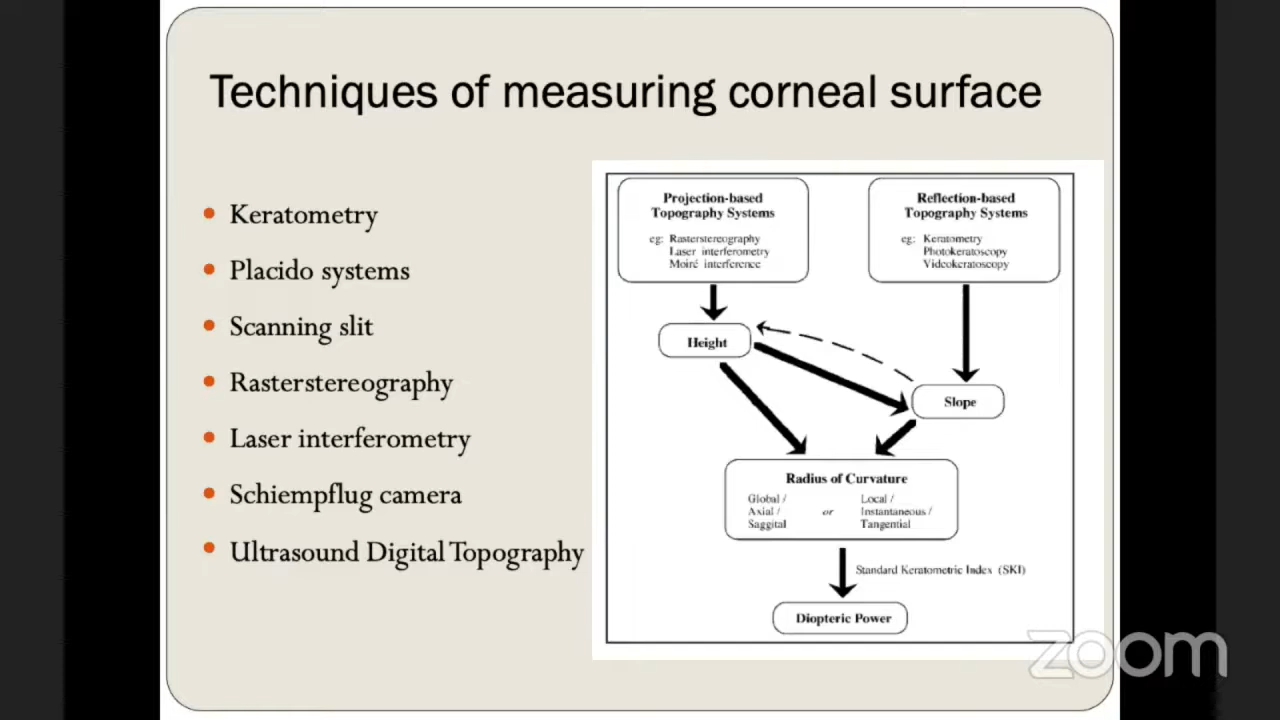 Techniques of measuring corneal surface
• Keratometry
• Placido systems
• Scanning slit
• Rasterstereography
• Laser interferometry
• Schiempflug camera
• Ultrasound Digital Topography
Projection-based
Topography Systems
eg: Rasterstereography
Laser interferometry
Moiré interference
Reflection-based
Topography Systems
eg: Keratometry
Photokeratoscopy
Videokeratoscopy
Height
Slope
Radius of Curvature
Global / Local /
Axial / or Instantaneous /
Saggital Tangential
Standard Keratometric Index (SKI)
Diopteric Power
zoom